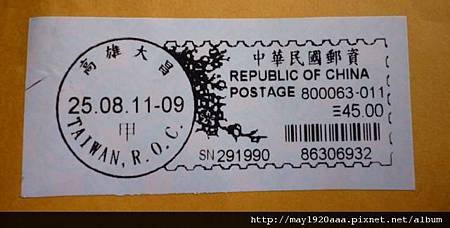 高雄大昌
25.08.11-09
甲
TAIWAN, R.O.C.
中華民國郵資
REPUBLIC OF CHINA
POSTAGE 800063-011
45.00
SN 291990 86306932
http://may1920aaa.pixnet.net/album